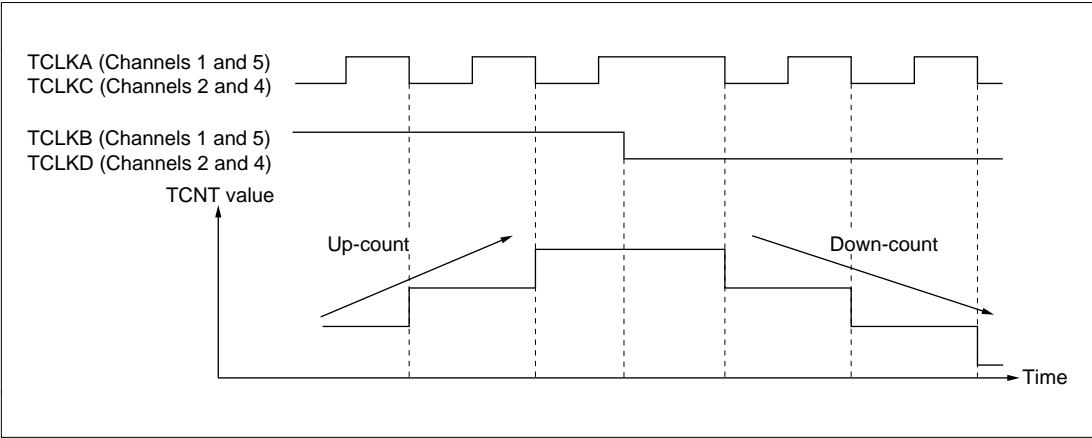 TCLKA (Channels 1 and 5)
TCLKC (Channels 2 and 4)
TCLKB (Channels 1 and 5)
TCLKD (Channels 2 and 4)
TCNT value
Up-count
Down-count
Time